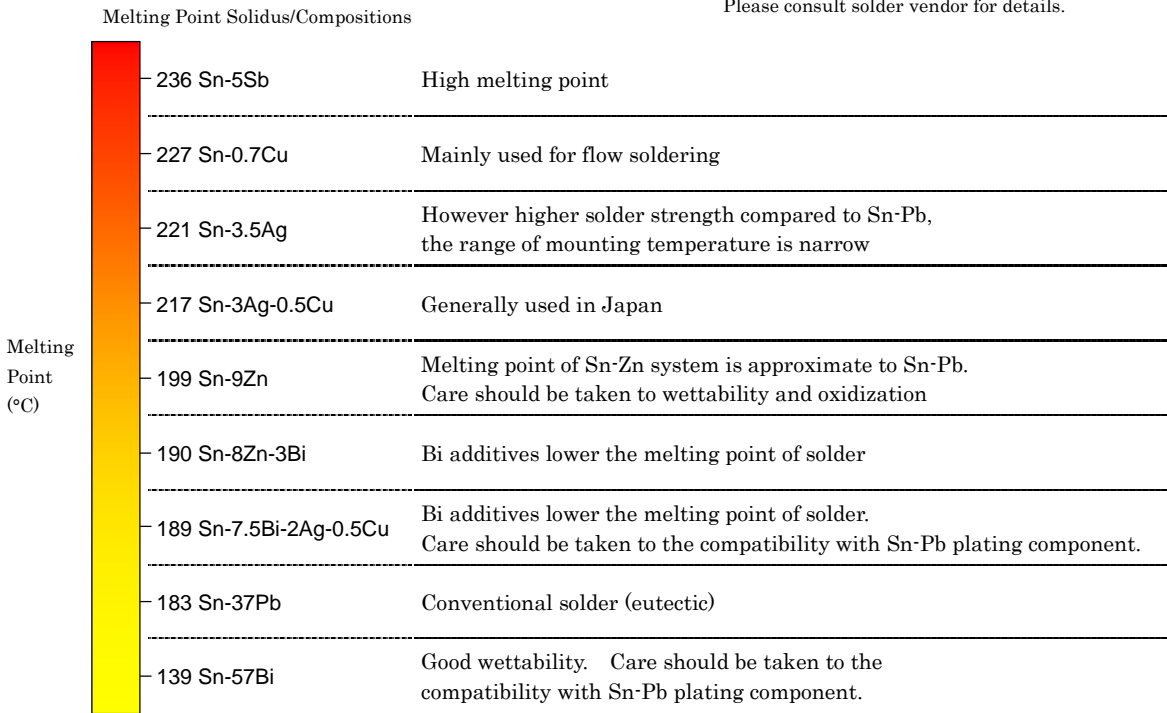 Please consult solder vendor for details.
Melting Point Solidus/Compositions
236 Sn-5Sb High melting point
227 Sn-0.7Cu Mainly used for flow soldering
221 Sn-3.5Ag However higher solder strength compared to Sn-Pb,
the range of mounting temperature is narrow
217 Sn-3Ag-0.5Cu Generally used in Japan
Melting
Point
(°C)
199 Sn-9Zn Melting point of Sn-Zn system is approximate to Sn-Pb.
Care should be taken to wettability and oxidization
190 Sn-8Zn-3Bi Bi additives lower the melting point of solder
189 Sn-7.5Bi-2Ag-0.5Cu Bi additives lower the melting point of solder.
Care should be taken to the compatibility with Sn-Pb plating component.
183 Sn-37Pb Conventional solder (eutectic)
139 Sn-57Bi Good wettability. Care should be taken to the
compatibility with Sn-Pb plating component.